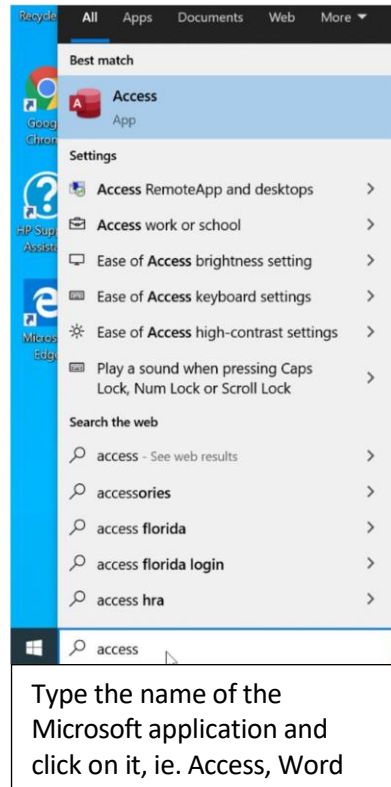 Recycle
All Apps Documents Web More
Best match
A
Access
App
Goog
Chron
Settings
Access RemoteApp and desktops
Access work or school
HP Sup
Assista
Ease of Access brightness setting
Ease of Access keyboard settings
Ease of Access high-contrast settings
Micros
Edge
Play a sound when pressing Caps
Lock, Num Lock or Scroll Lock
Search the web
access - See web results
accessories
access florida
access florida login
access hra
access
Type the name of the
Microsoft application and
click on it, ie. Access, Word